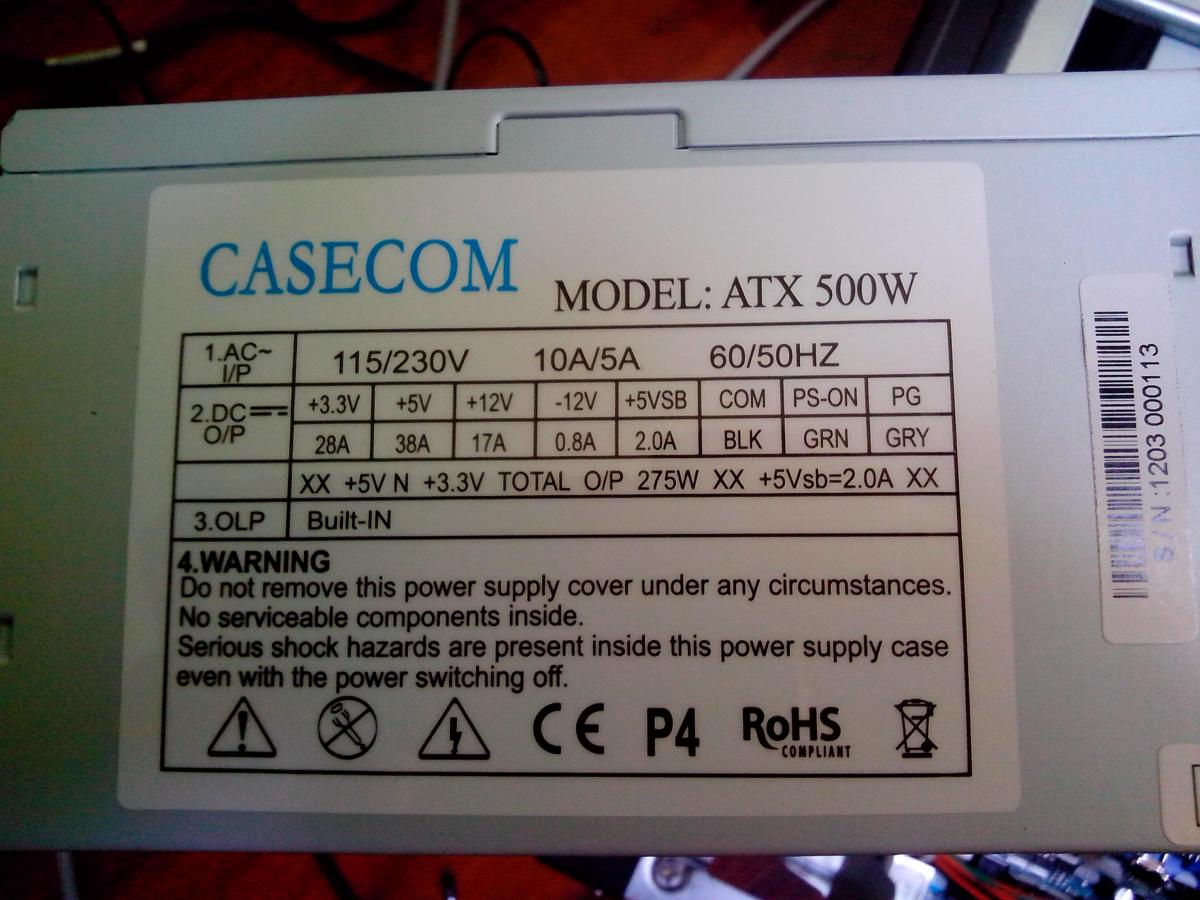 CASECOM
MODEL: ATX 500W
1.AC~ I/P 115/230V 10A/5A 60/50HZ
2.DC O/P +3.3V +5V +12V -12V +5VSB COM PS-ON PG
28A 38A 17A 0.8A 2.0A BLK GRN GRY
XX +5V N +3.3V TOTAL O/P 275W XX +5Vsb=2.0A XX
3.OLP Built-IN
4.WARNING
Do not remove this power supply cover under any circumstances.
No serviceable components inside.
Serious shock hazards are present inside this power supply case
even with the power switching off.
CE P4 RoHS
COMPLIANT
S/N:1203 000113